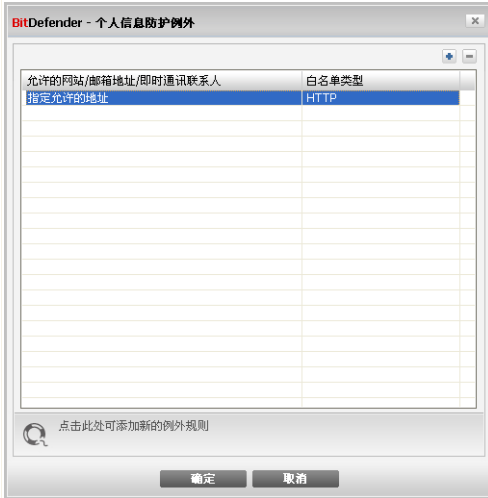 BitDefender - 个人信息防护例外
允许的网站/邮箱地址/即时通讯联系人 白名单类型
指定允许的地址 HTTP
点击此处可添加新的例外规则
确定 取消